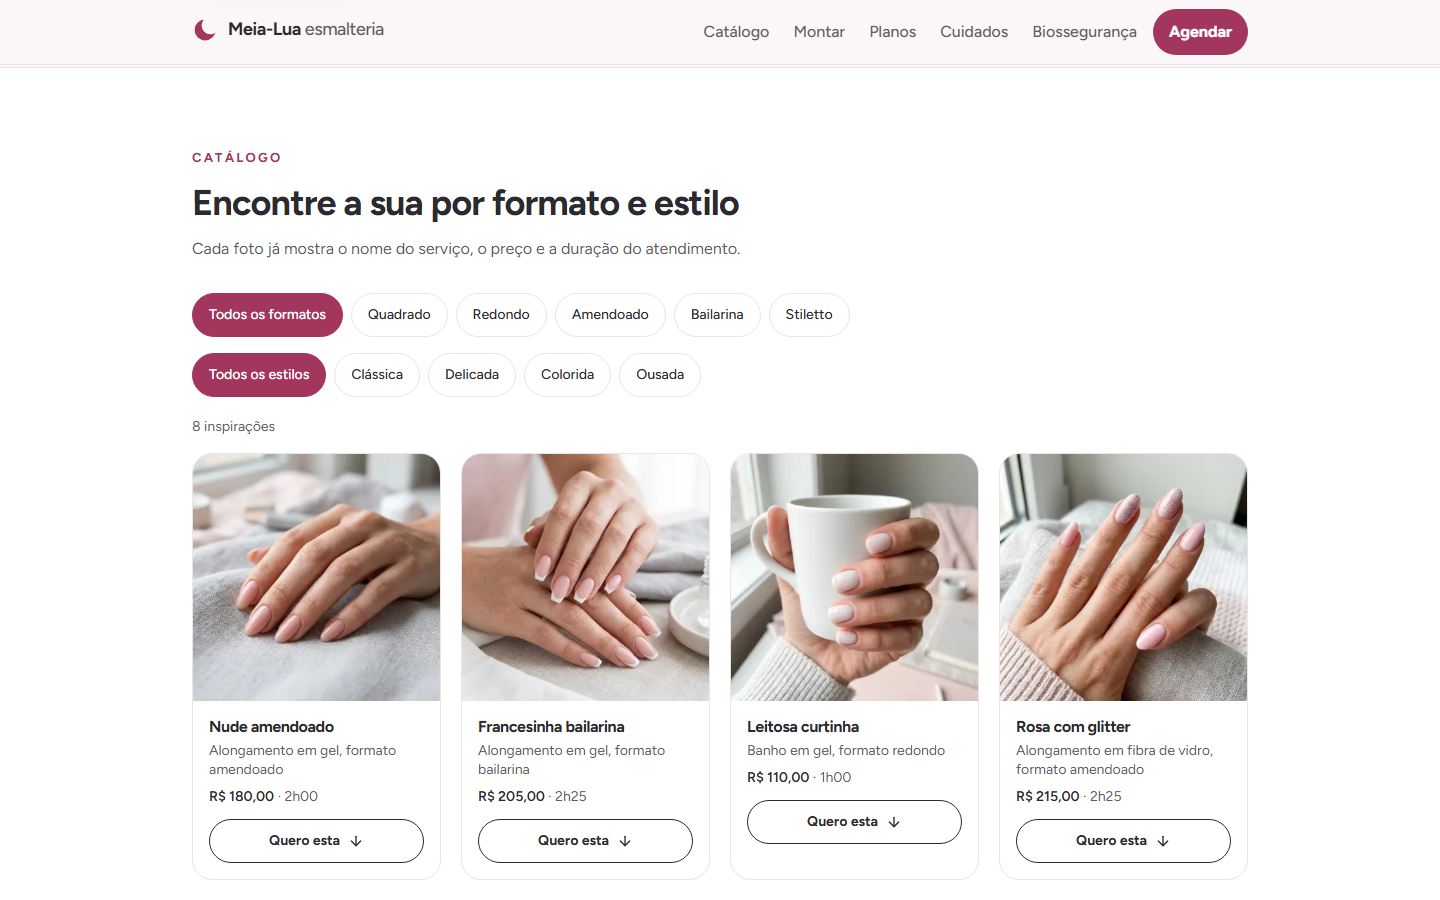 Meia-Lua esmalteria
Catálogo Montar Planos Cuidados Biossegurança Agendar
CATÁLOGO
Encontre a sua por formato e estilo
Cada foto já mostra o nome do serviço, o preço e a duração do atendimento.
Todos os formatos Quadrado Redondo Amendoado Bailarina Stiletto
Todos os estilos Clássica Delicada Colorida Ousada
8 inspirações
Nude amendoado
Alongamento em gel, formato
amendoado
R$ 180,00 · 2h00
Quero esta ↓
Francesinha bailarina
Alongamento em gel, formato
bailarina
R$ 205,00 · 2h25
Quero esta ↓
Leitosa curtinha
Banho em gel, formato redondo
R$ 110,00 · 1h00
Quero esta ↓
Rosa com glitter
Alongamento em fibra de vidro,
formato amendoado
R$ 215,00 · 2h25
Quero esta ↓